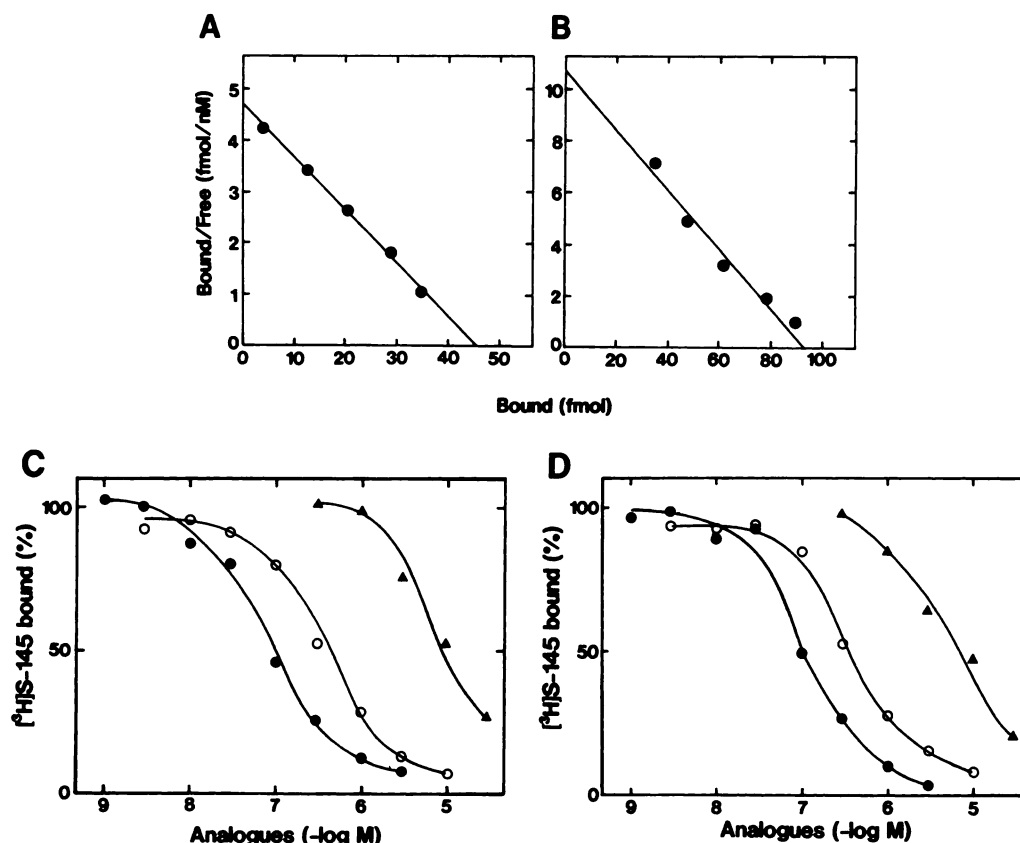 A
B
Bound/Free (fmol/nM)
5
4
3
2
1
0
0 10 20 30 40 50
10
8
6
4
2
0
0 20 40 60 80 100
Bound (fmol)
C
D
[³H]S-145 bound (%)
100
50
0
9 8 7 6 5
Analogues (-log M)
[³H]S-145 bound (%)
100
50
0
9 8 7 6 5
Analogues (-log M)